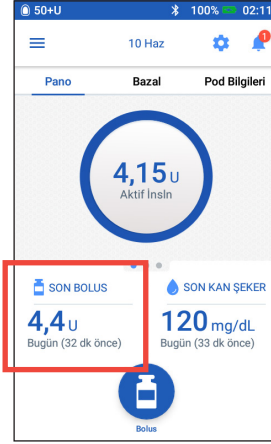 50+U 100% 02:11
10 Haz 1
Pano Bazal Pod Bilgileri
4,15 U
Aktif İnsln
SON BOLUS SON KAN ŞEKER
4,4 U 120 mg/dL
Bugün (32 dk önce) Bugün (33 dk önce)
Bolus